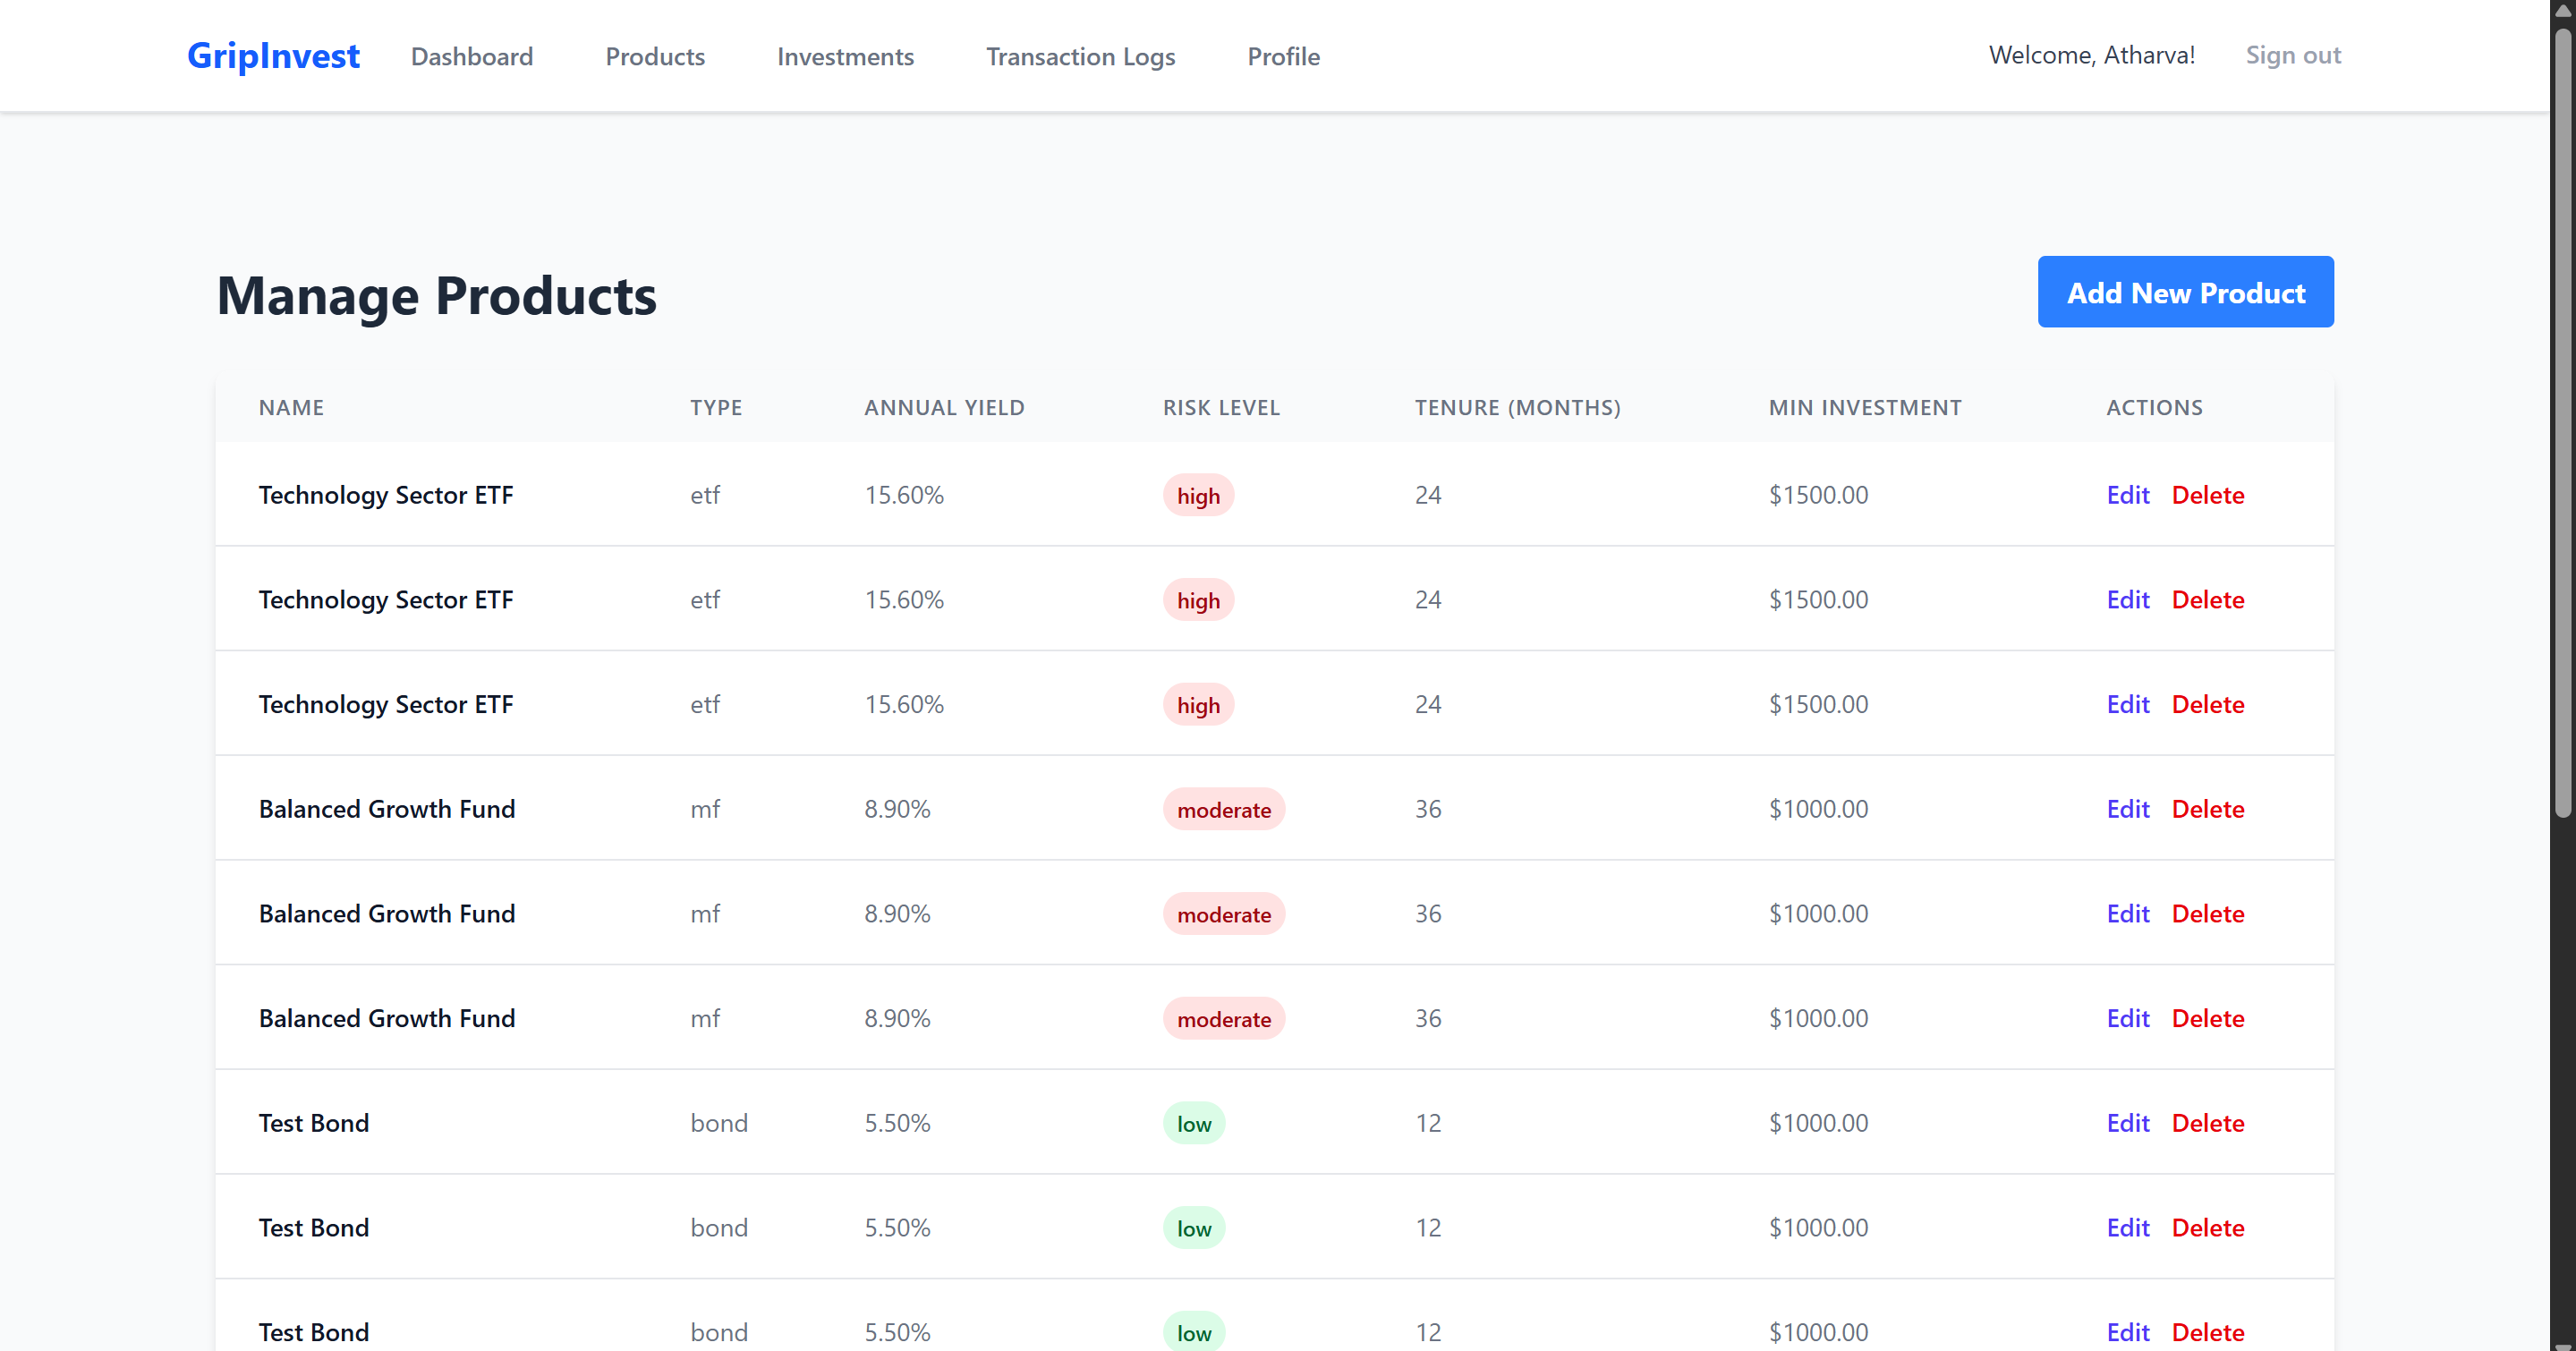 GripInvest Dashboard Products Investments Transaction Logs Profile Welcome, Atharva! Sign out
Manage Products Add New Product
NAME TYPE ANNUAL YIELD RISK LEVEL TENURE (MONTHS) MIN INVESTMENT ACTIONS
Technology Sector ETF etf 15.60% high 24 $1500.00 Edit Delete
Technology Sector ETF etf 15.60% high 24 $1500.00 Edit Delete
Technology Sector ETF etf 15.60% high 24 $1500.00 Edit Delete
Balanced Growth Fund mf 8.90% moderate 36 $1000.00 Edit Delete
Balanced Growth Fund mf 8.90% moderate 36 $1000.00 Edit Delete
Balanced Growth Fund mf 8.90% moderate 36 $1000.00 Edit Delete
Test Bond bond 5.50% low 12 $1000.00 Edit Delete
Test Bond bond 5.50% low 12 $1000.00 Edit Delete
Test Bond bond 5.50% low 12 $1000.00 Edit Delete